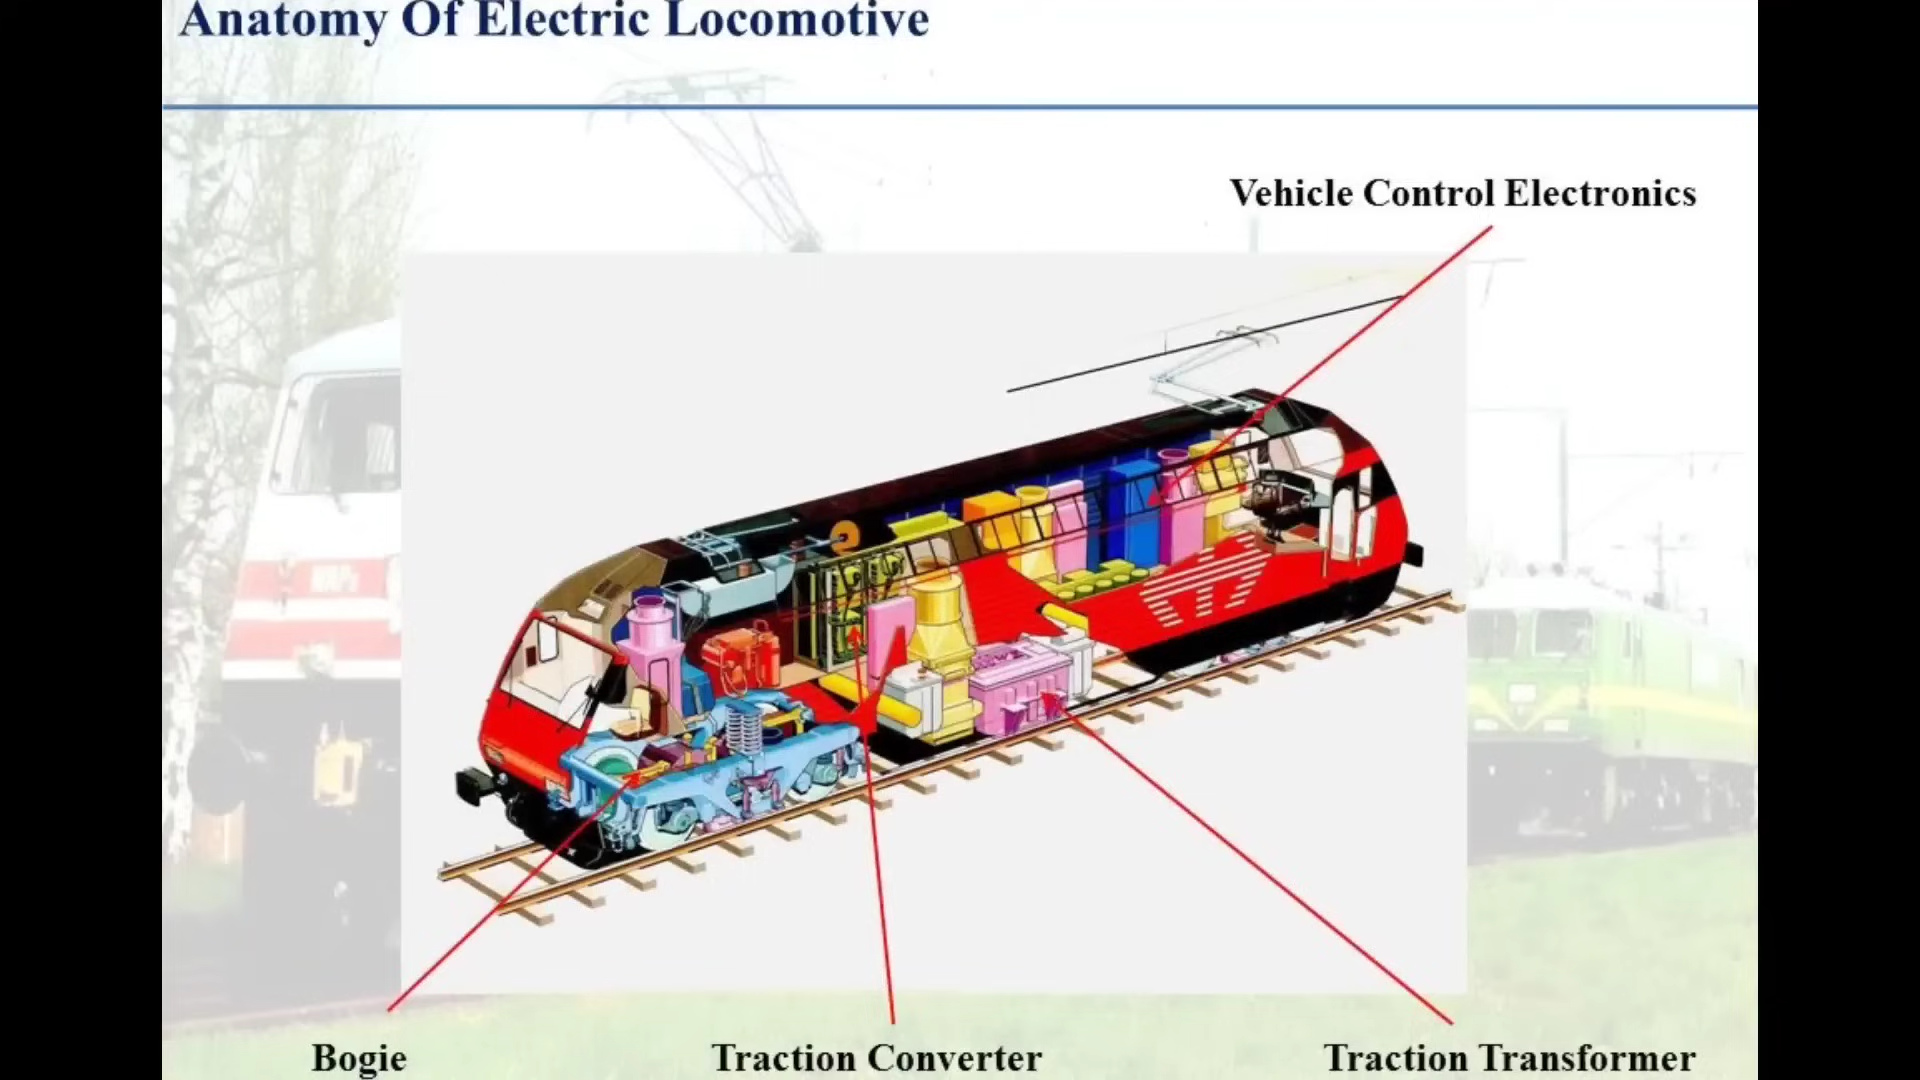 Anatomy Of Electric Locomotive
Vehicle Control Electronics
Bogie
Traction Converter
Traction Transformer